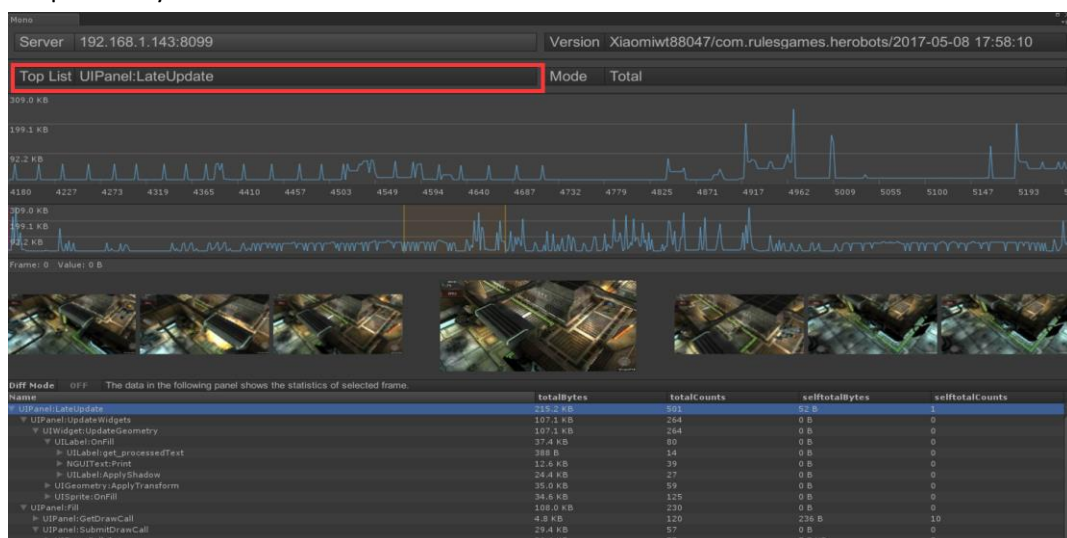 Mono
Server 192.168.1.143:8099 Version Xiaomiwt88047/com.rulesgames.herobots/2017-05-08 17:58:10
Top List UIPanel:LateUpdate Mode Total
309.0 KB
199.1 KB
92.2 KB
4180 4227 4273 4319 4365 4410 4457 4503 4549 4594 4640 4687 4732 4779 4825 4871 4917 4962 5009 5055 5100 5147 5193
309.0 KB
199.1 KB
92.2 KB
Frame: 0 Value: 0 B
Diff Mode OFF The data in the following panel shows the statistics of selected frame.
Name totalBytes totalCounts selftotalBytes selftotalCounts
UIPanel:LateUpdate 215.2 KB 501 52 B 1
UIPanel:UpdateWidgets 107.1 KB 264 0 B 0
UIWidget:UpdateGeometry 107.1 KB 264 0 B 0
UILabel:OnFill 37.4 KB 80 0 B 0
UILabel:get_processedText 388 B 14 0 B 0
NGUIText:Print 12.6 KB 39 0 B 0
UILabel:ApplyShadow 24.4 KB 27 0 B 0
UIGeometry:ApplyTransform 35.0 KB 59 0 B 0
UISprite:OnFill 34.6 KB 125 0 B 0
UIPanel:Fill 108.0 KB 230 0 B 0
UIPanel:GetDrawCall 4.8 KB 120 236 B 10
UIPanel:SubmitDrawCall 29.4 KB 57 0 B 0